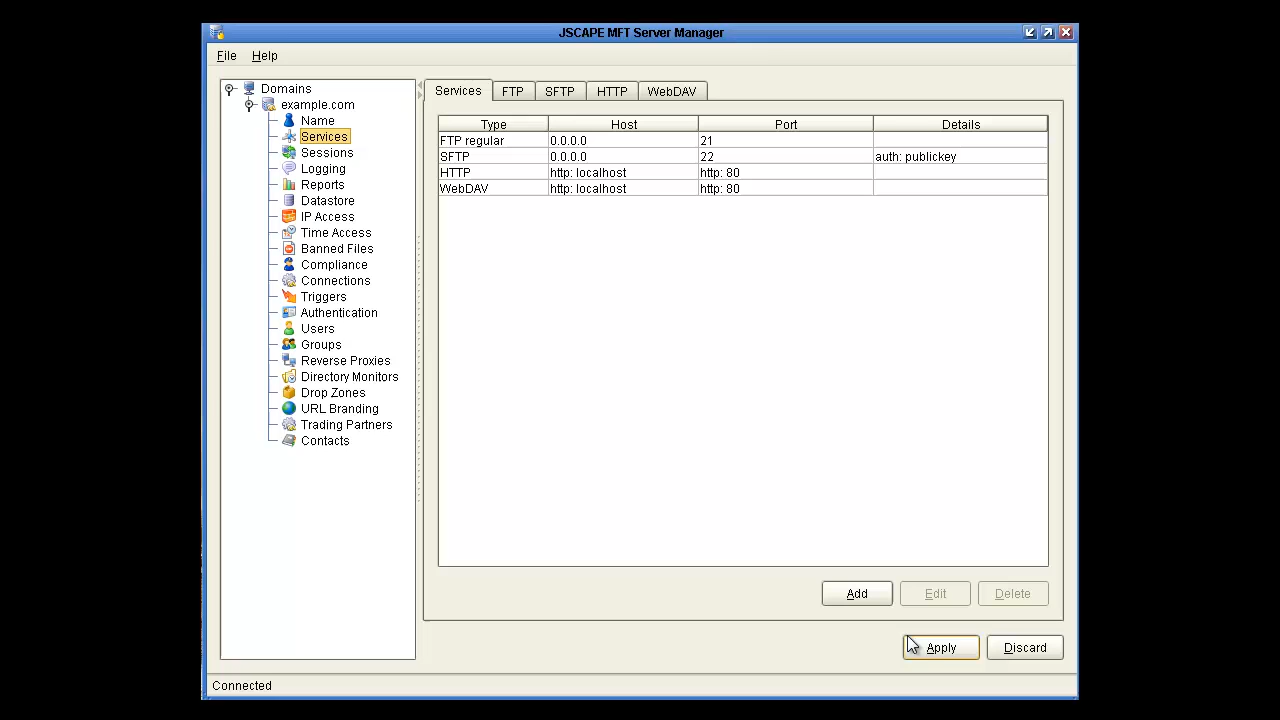 JSCAPE MFT Server Manager
File Help
Domains
example.com
Name
Services
Sessions
Logging
Reports
Datastore
IP Access
Time Access
Banned Files
Compliance
Connections
Triggers
Authentication
Users
Groups
Reverse Proxies
Directory Monitors
Drop Zones
URL Branding
Trading Partners
Contacts
Services FTP SFTP HTTP WebDAV
Type Host Port Details
FTP regular 0.0.0.0 21
SFTP 0.0.0.0 22 auth: publickey
HTTP http: localhost http: 80
WebDAV http: localhost http: 80
Add Edit Delete
Apply Discard
Connected